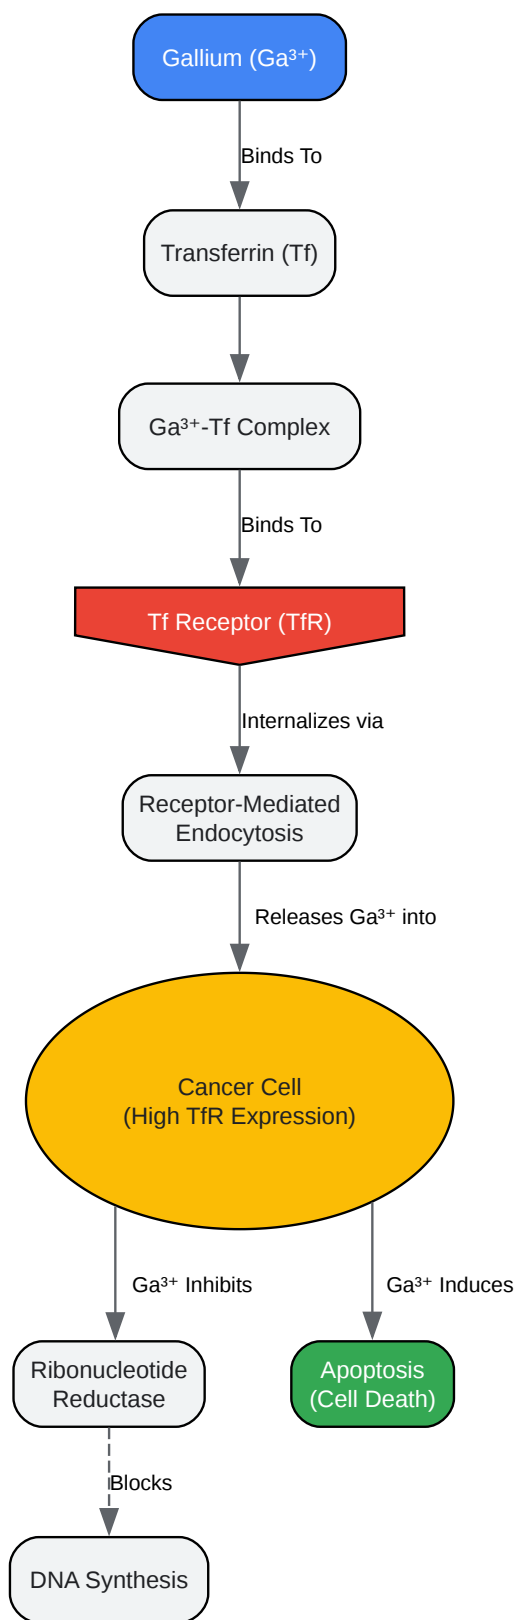 Gallium (Ga³⁺)
Binds To
Transferrin (Tf)
Ga³⁺-Tf Complex
Binds To
Tf Receptor (TfR)
Internalizes via
Receptor-Mediated
Endocytosis
Releases Ga³⁺ into
Cancer Cell
(High TfR Expression)
Ga³⁺ Inhibits
Ga³⁺ Induces
Ribonucleotide
Reductase
Apoptosis
(Cell Death)
Blocks
DNA Synthesis